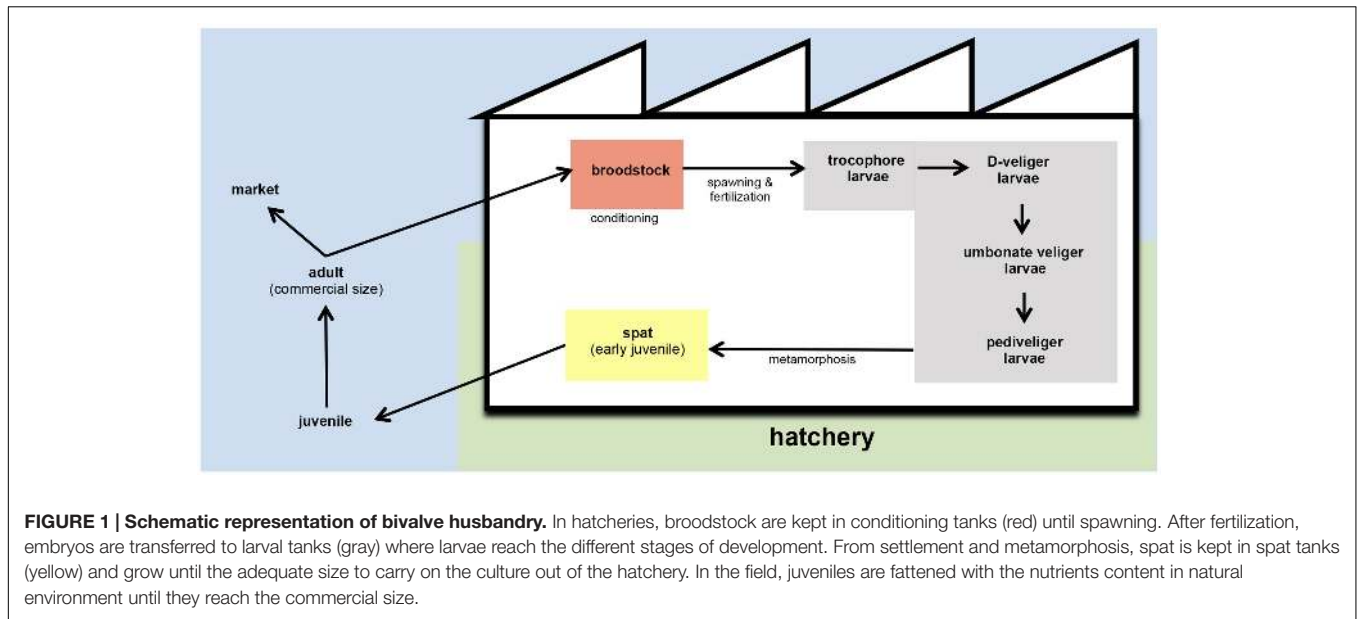 broodstock
conditioning
spawning &
fertilization
trocophore
larvae
D-veliger
larvae
umbonate veliger
larvae
pediveliger
larvae
metamorphosis
spat
(early juvenile)
market
adult
(commercial size)
juvenile
hatchery
FIGURE 1 | Schematic representation of bivalve husbandry. In hatcheries, broodstock are kept in conditioning tanks (red) until spawning. After fertilization,
embryos are transferred to larval tanks (gray) where larvae reach the different stages of development. From settlement and metamorphosis, spat is kept in spat tanks
(yellow) and grow until the adequate size to carry on the culture out of the hatchery. In the field, juveniles are fattened with the nutrients content in natural
environment until they reach the commercial size.